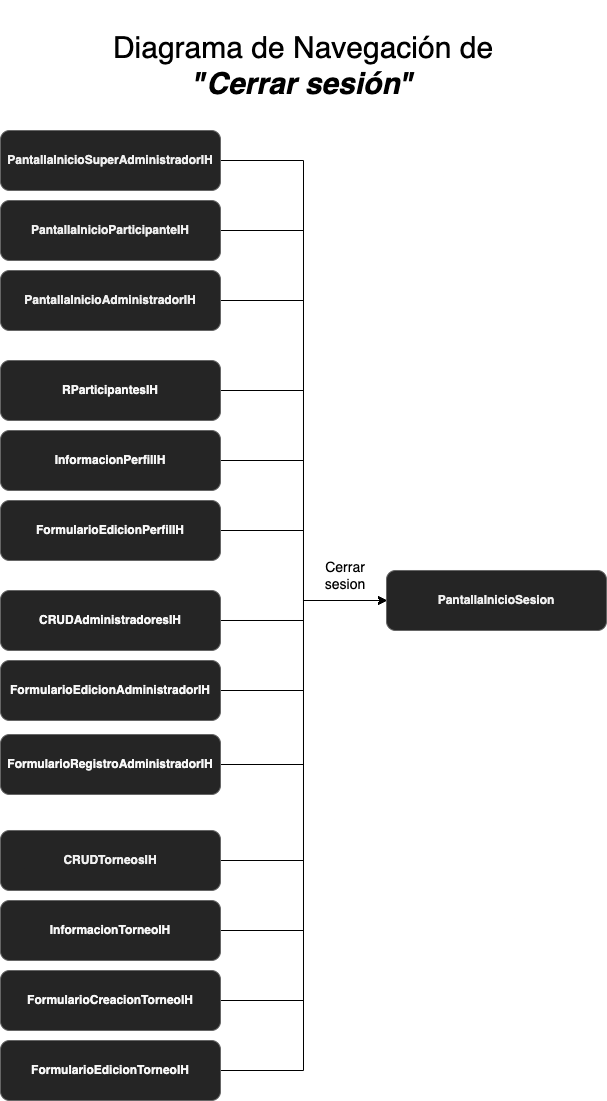 Diagrama de Navegación de
"Cerrar sesión"
PantallaInicioSuperAdministradorIH
PantallaInicioParticipanteIH
PantallaInicioAdministradorIH
RParticipantesIH
InformacionPerfilIH
FormularioEdicionPerfilIH
Cerrar
sesion
PantallaInicioSesion
CRUDAdministradoresIH
FormularioEdicionAdministradorIH
FormularioRegistroAdministradorIH
CRUDTorneosIH
InformacionTorneoIH
FormularioCreacionTorneoIH
FormularioEdicionTorneoIH